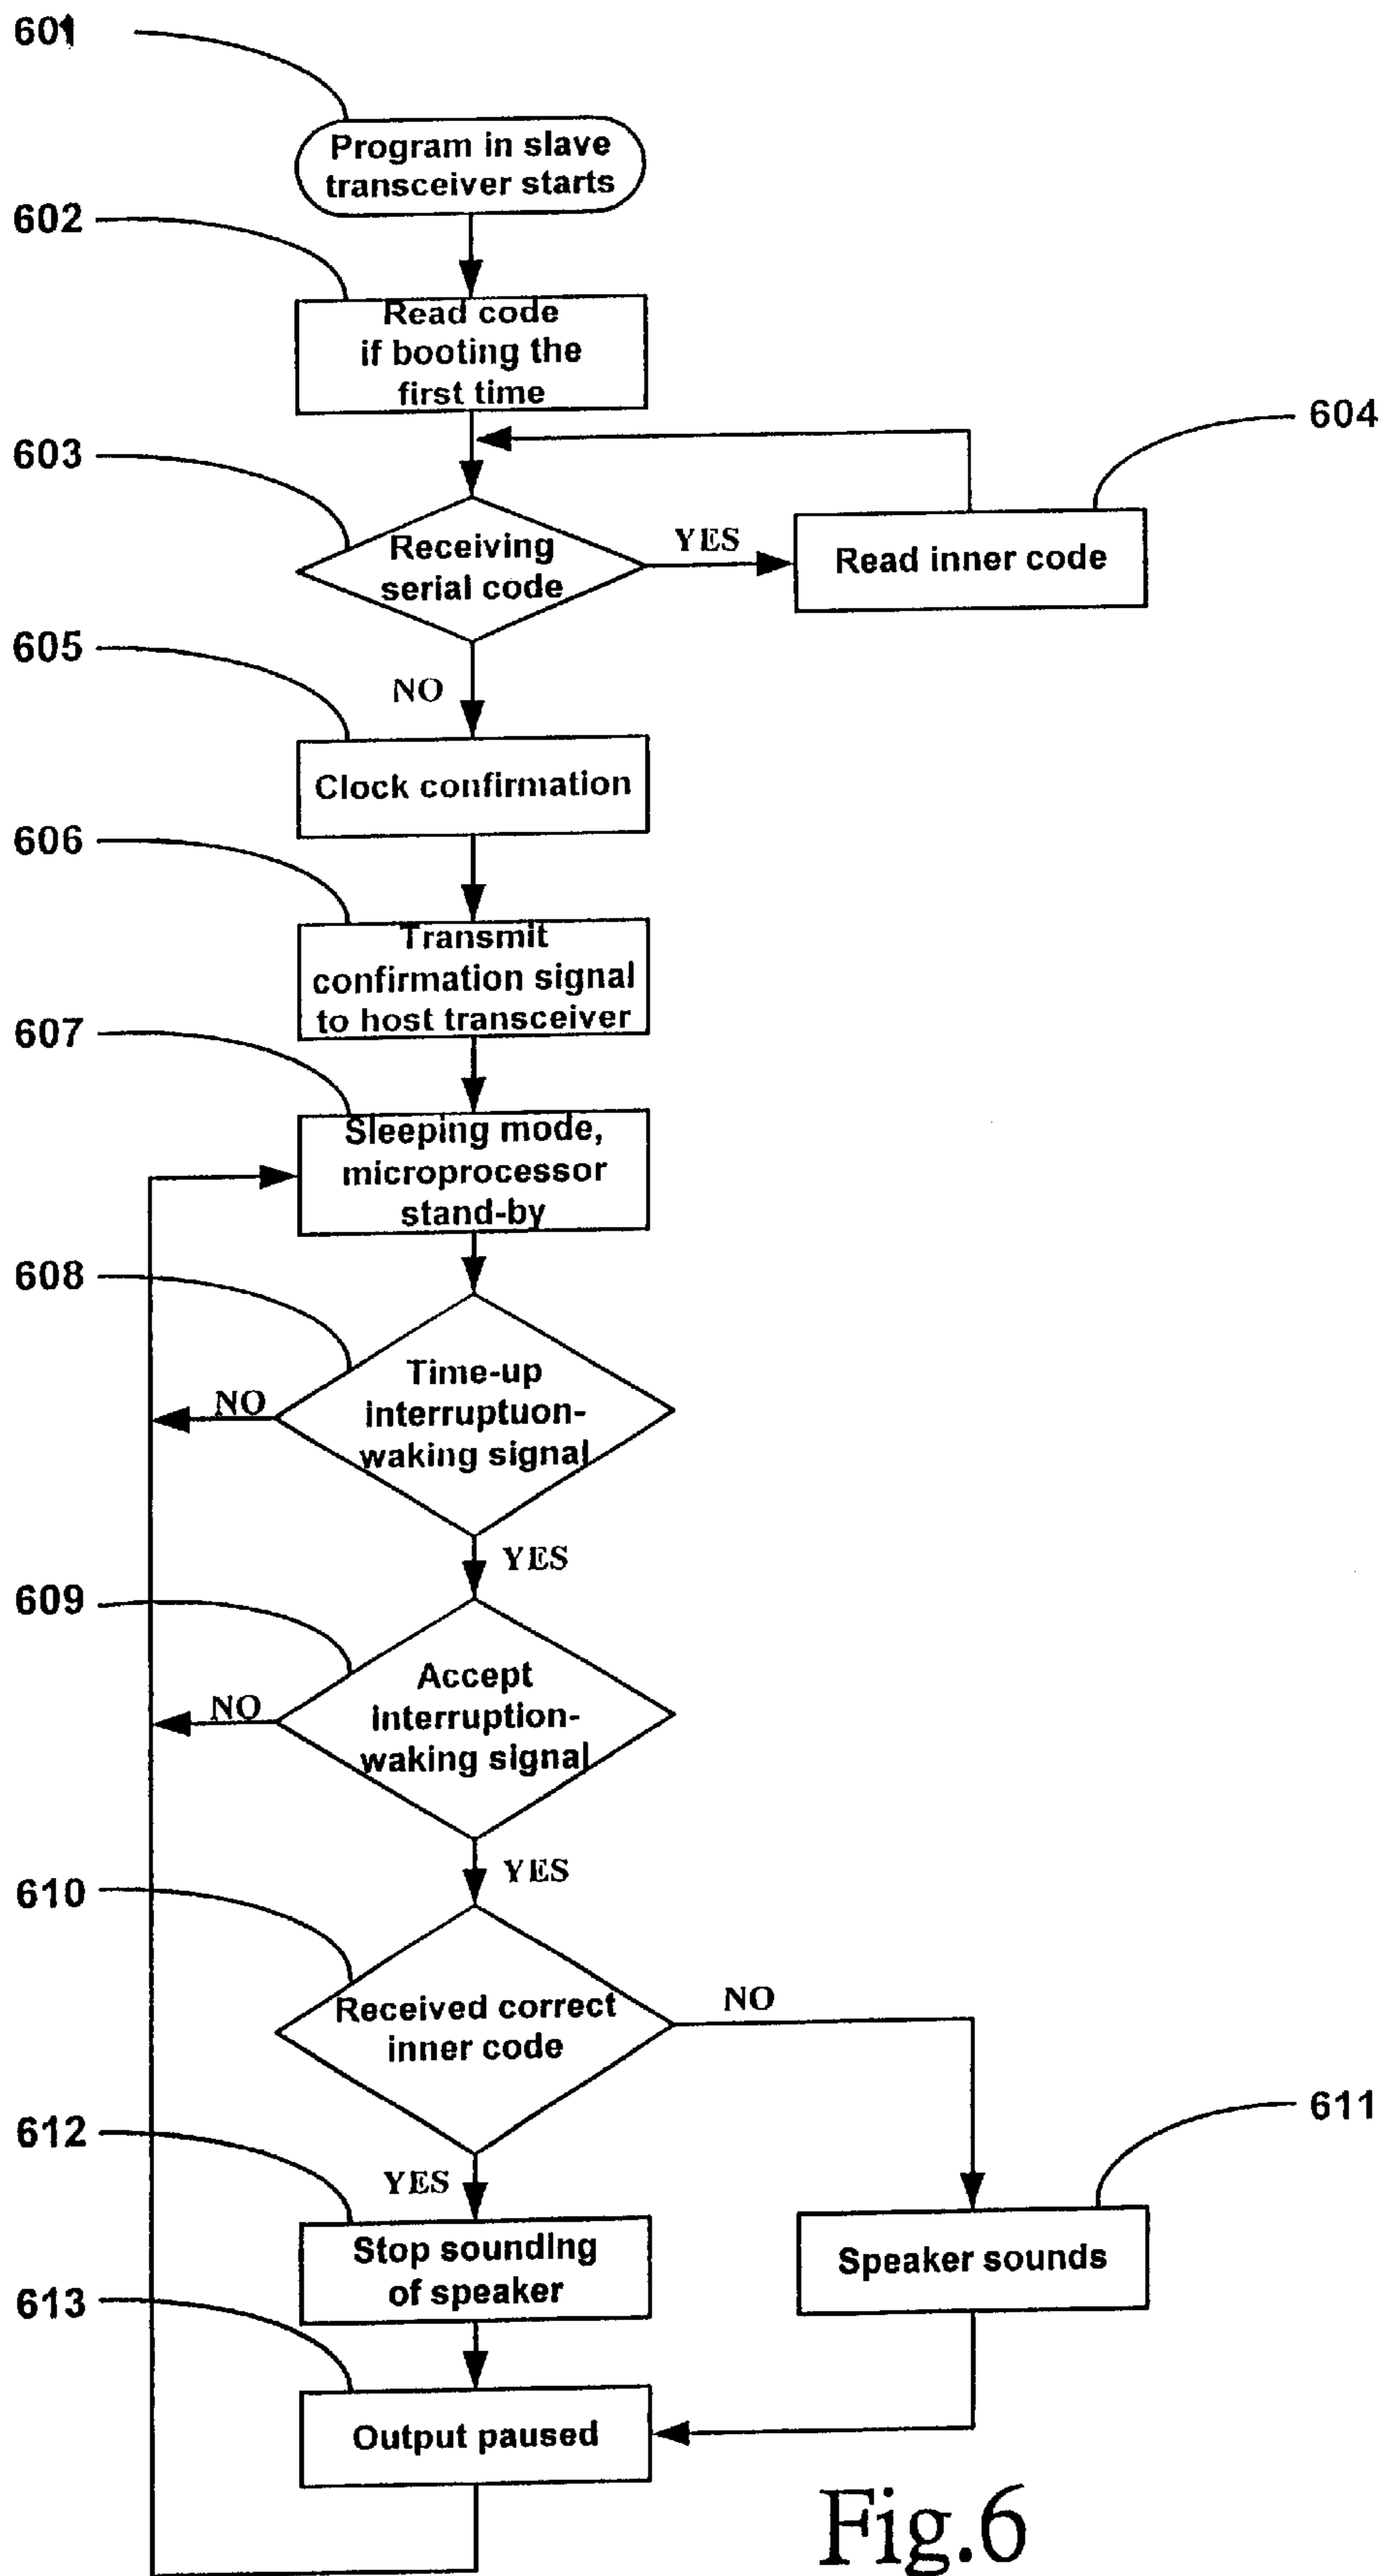 601
Program in slave
transceiver starts
602
Read code
if booting the
first time
603
604
Receiving
serial code
YES
Read inner code
605
NO
Clock confirmation
606
Transmit
confirmation signal
to host transceiver
607
Sleeping mode,
microprocessor
stand-by
608
Time-up
interruptuon-
waking signal
NO
YES
609
Accept
interruption-
waking signal
NO
YES
610
Received correct
inner code
NO
611
612
YES
Stop sounding
of speaker
Speaker sounds
613
Output paused
Fig.6